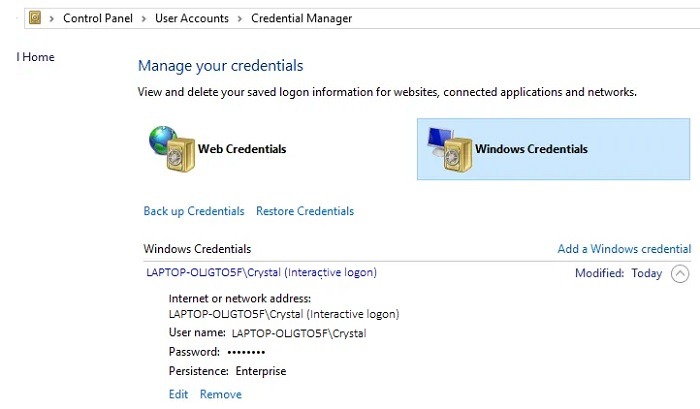 Control Panel > User Accounts > Credential Manager
l Home
Manage your credentials
View and delete your saved logon information for websites, connected applications and networks.
Web Credentials Windows Credentials
Back up Credentials Restore Credentials
Windows Credentials Add a Windows credential
LAPTOP-OLJGTO5F\Crystal (Interactive logon) Modified: Today
Internet or network address:
LAPTOP-OLJGTO5F\Crystal (Interactive logon)
User name: LAPTOP-OLJGTO5F\Crystal
Password: ••••••••
Persistence: Enterprise
Edit Remove